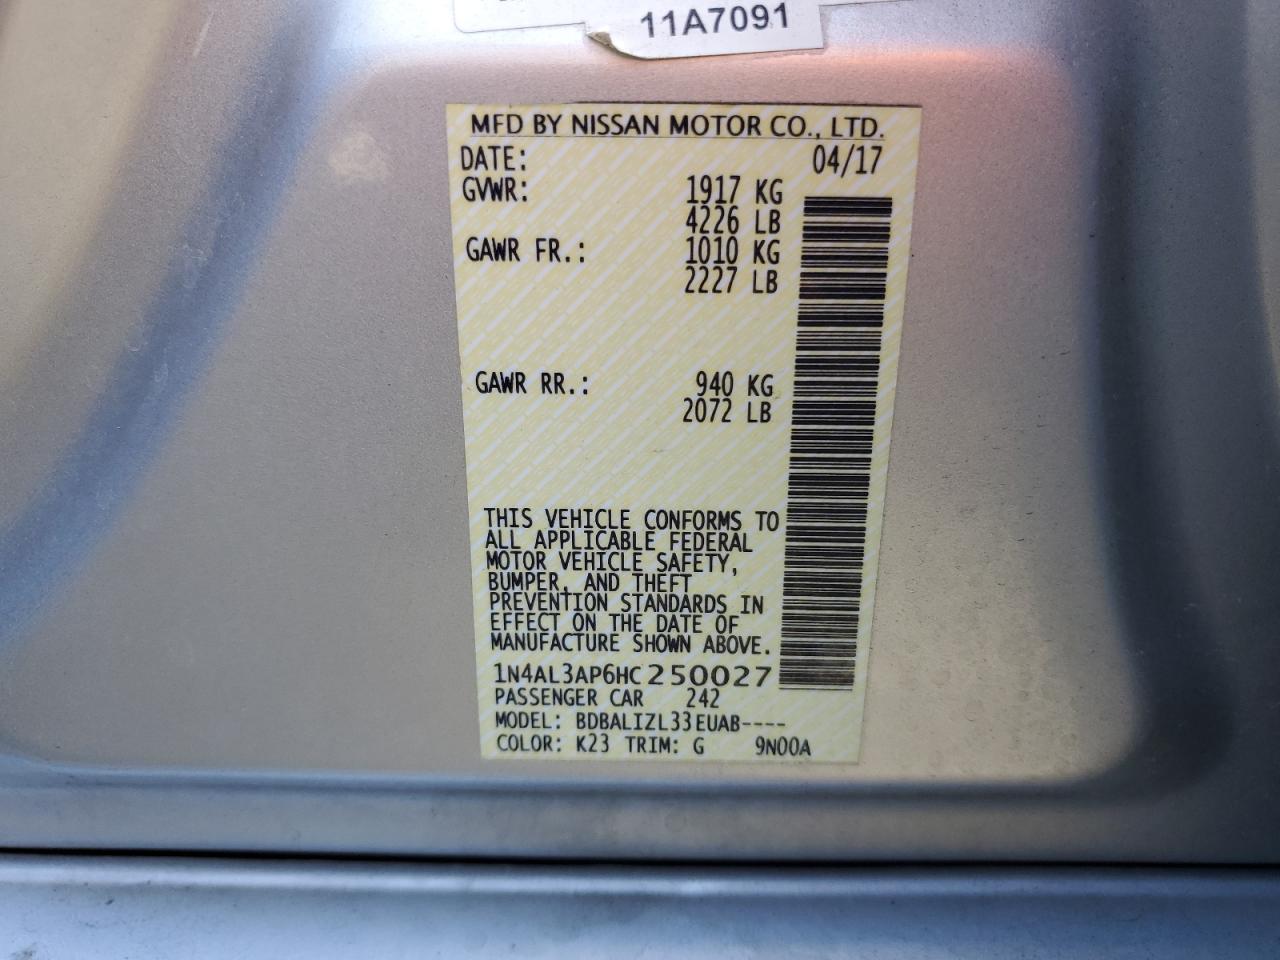 11A7091
MFD BY NISSAN MOTOR CO., LTD.
DATE: 04/17
GVWR: 1917 KG
4226 LB
GAWR FR.: 1010 KG
2227 LB
GAWR RR.: 940 KG
2072 LB
THIS VEHICLE CONFORMS TO
ALL APPLICABLE FEDERAL
MOTOR VEHICLE SAFETY,
BUMPER, AND THEFT
PREVENTION STANDARDS IN
EFFECT ON THE DATE OF
MANUFACTURE SHOWN ABOVE.
1N4AL3AP6HC250027
PASSENGER CAR 242
MODEL: BDBALIZL33EUAB----
COLOR: K23 TRIM: G 9N00A